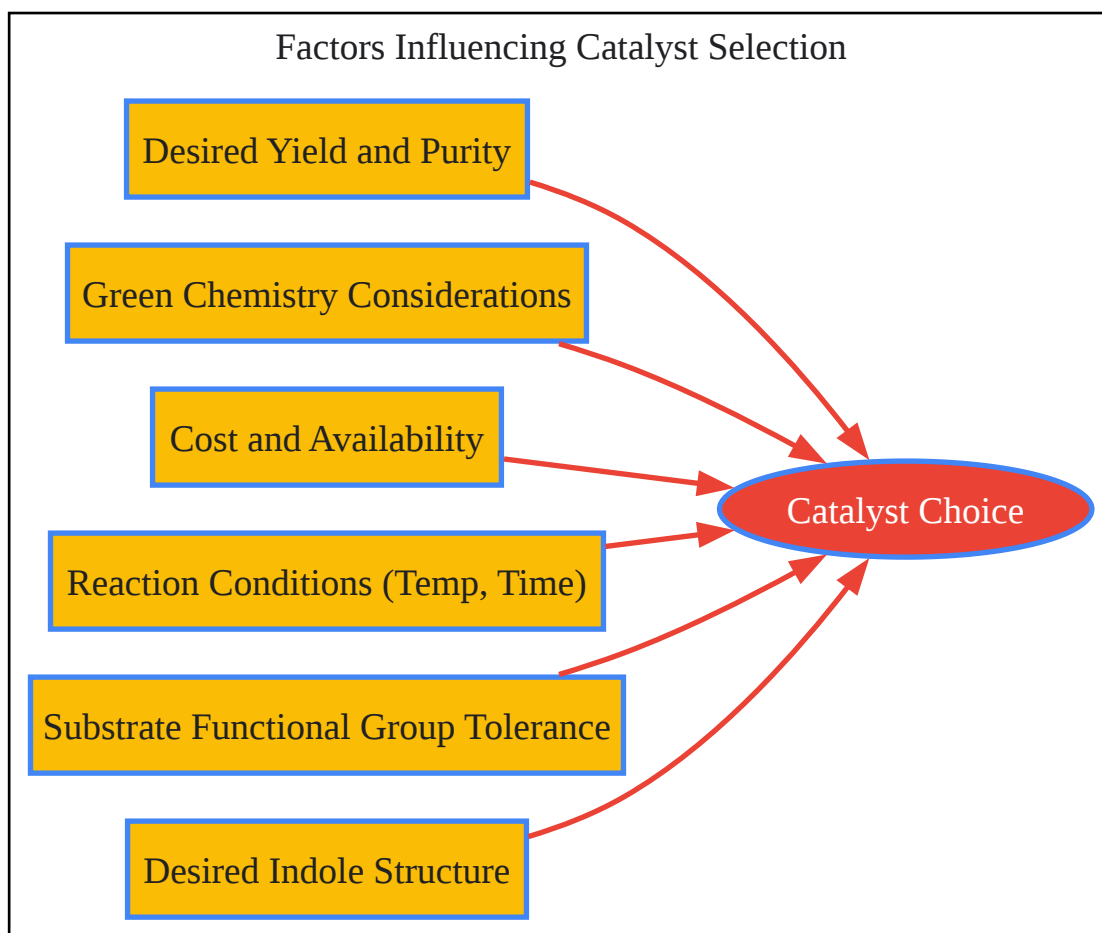 Factors Influencing Catalyst Selection
Desired Yield and Purity
Green Chemistry Considerations
Cost and Availability
Catalyst Choice
Reaction Conditions (Temp, Time)
Substrate Functional Group Tolerance
Desired Indole Structure